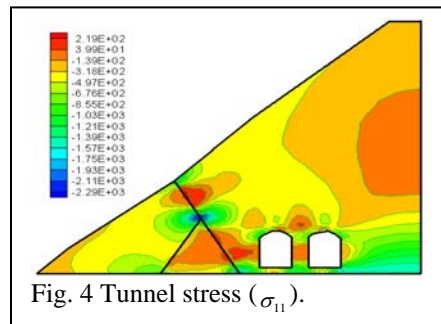 2.19E+02
3.99E+01
-1.39E+02
-3.18E+02
-4.97E+02
-6.76E+02
-8.55E+02
-1.03E+03
-1.21E+03
-1.39E+03
-1.57E+03
-1.75E+03
-1.93E+03
-2.11E+03
-2.29E+03
Fig. 4 Tunnel stress (σ₁₁).